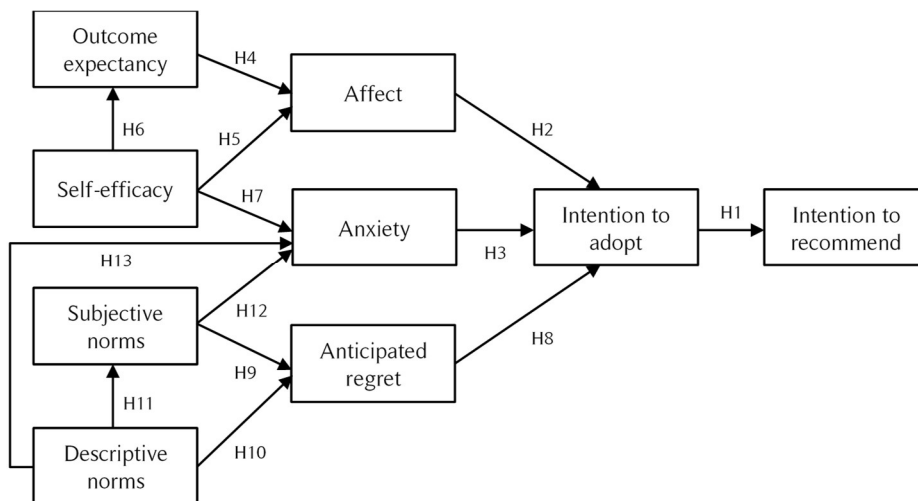 Outcome
expectancy
H4
Affect
H6
H5
H2
Self-efficacy
H7
Anxiety
Intention to
adopt
H1
Intention to
recommend
H13
H3
Subjective
norms
H12
Anticipated
regret
H8
H9
H11
Descriptive
norms
H10